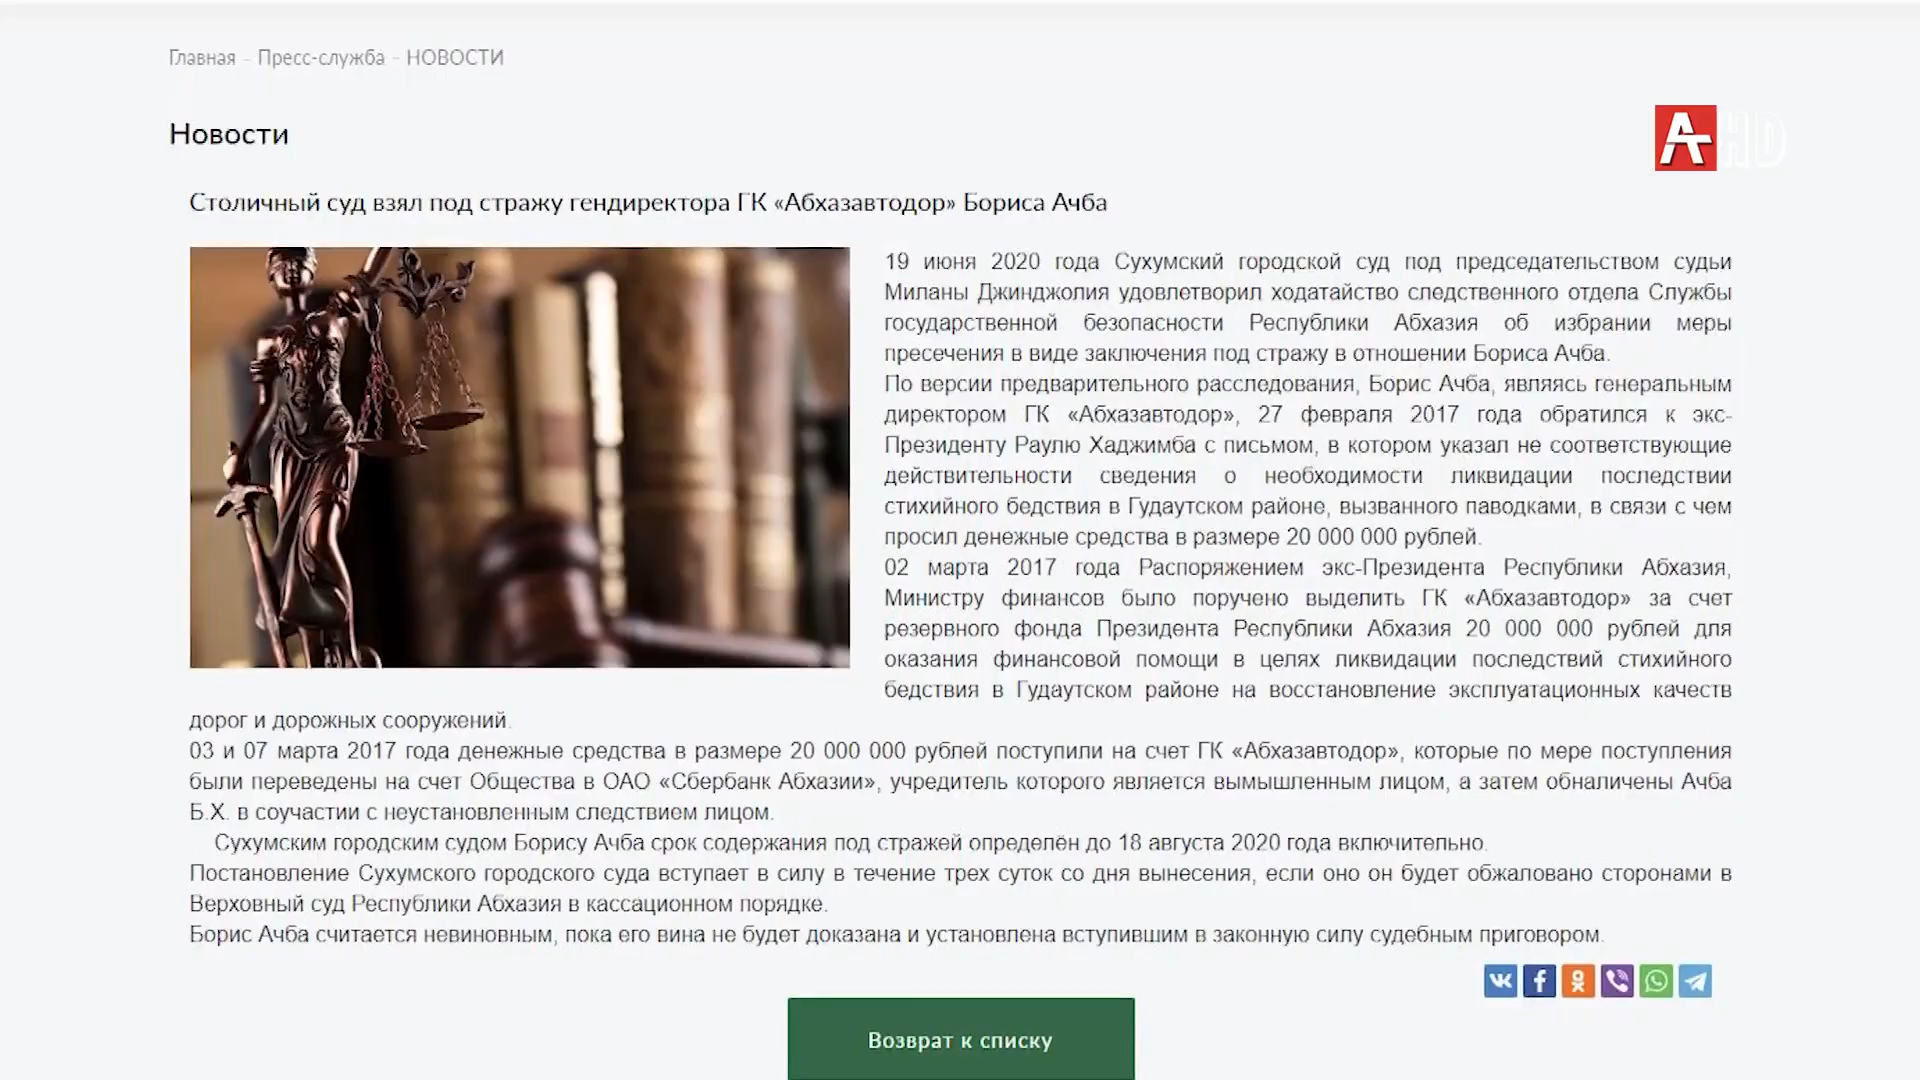 Главная - Пресс-служба - НОВОСТИ
Новости
AHD
Столичный суд взял под стражу гендиректора ГК «Абхазавтодор» Бориса Ачба
19 июня 2020 года Сухумский городской суд под председательством судьи
Миланы Джинджолия удовлетворил ходатайство следственного отдела Службы
государственной безопасности Республики Абхазия об избрании меры
пресечения в виде заключения под стражу в отношении Бориса Ачба.
По версии предварительного расследования, Борис Ачба, являясь генеральным
директором ГК «Абхазавтодор», 27 февраля 2017 года обратился к экс-
Президенту Раулю Хаджимба с письмом, в котором указал не соответствующие
действительности сведения о необходимости ликвидации последствии
стихийного бедствия в Гудаутском районе, вызванного паводками, в связи с чем
просил денежные средства в размере 20 000 000 рублей.
02 марта 2017 года Распоряжением экс-Президента Республики Абхазия,
Министру финансов было поручено выделить ГК «Абхазавтодор» за счет
резервного фонда Президента Республики Абхазия 20 000 000 рублей для
оказания финансовой помощи в целях ликвидации последствий стихийного
бедствия в Гудаутском районе на восстановление эксплуатационных качеств
дорог и дорожных сооружений.
03 и 07 марта 2017 года денежные средства в размере 20 000 000 рублей поступили на счет ГК «Абхазавтодор», которые по мере поступления
были переведены на счет Общества в ОАО «Сбербанк Абхазии», учредитель которого является вымышленным лицом, а затем обналичены Ачба
Б.Х. в соучастии с неустановленным следствием лицом.
Сухумским городским судом Борису Ачба срок содержания под стражей определён до 18 августа 2020 года включительно.
Постановление Сухумского городского суда вступает в силу в течение трех суток со дня вынесения, если оно он будет обжаловано сторонами в
Верховный суд Республики Абхазия в кассационном порядке.
Борис Ачба считается невиновным, пока его вина не будет доказана и установлена вступившим в законную силу судебным приговором.
Возврат к списку